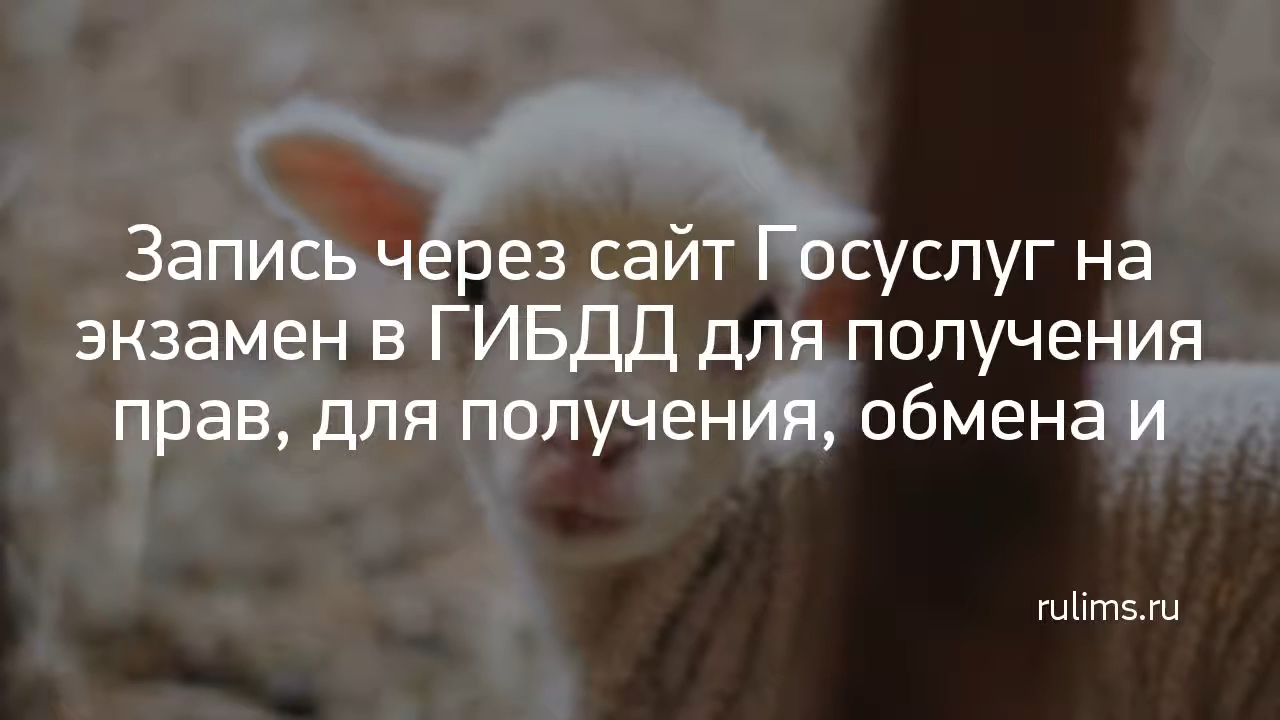 Запись через сайт Госуслуг на
экзамен в ГИБДД для получения
прав, для получения, обмена и
rulims.ru